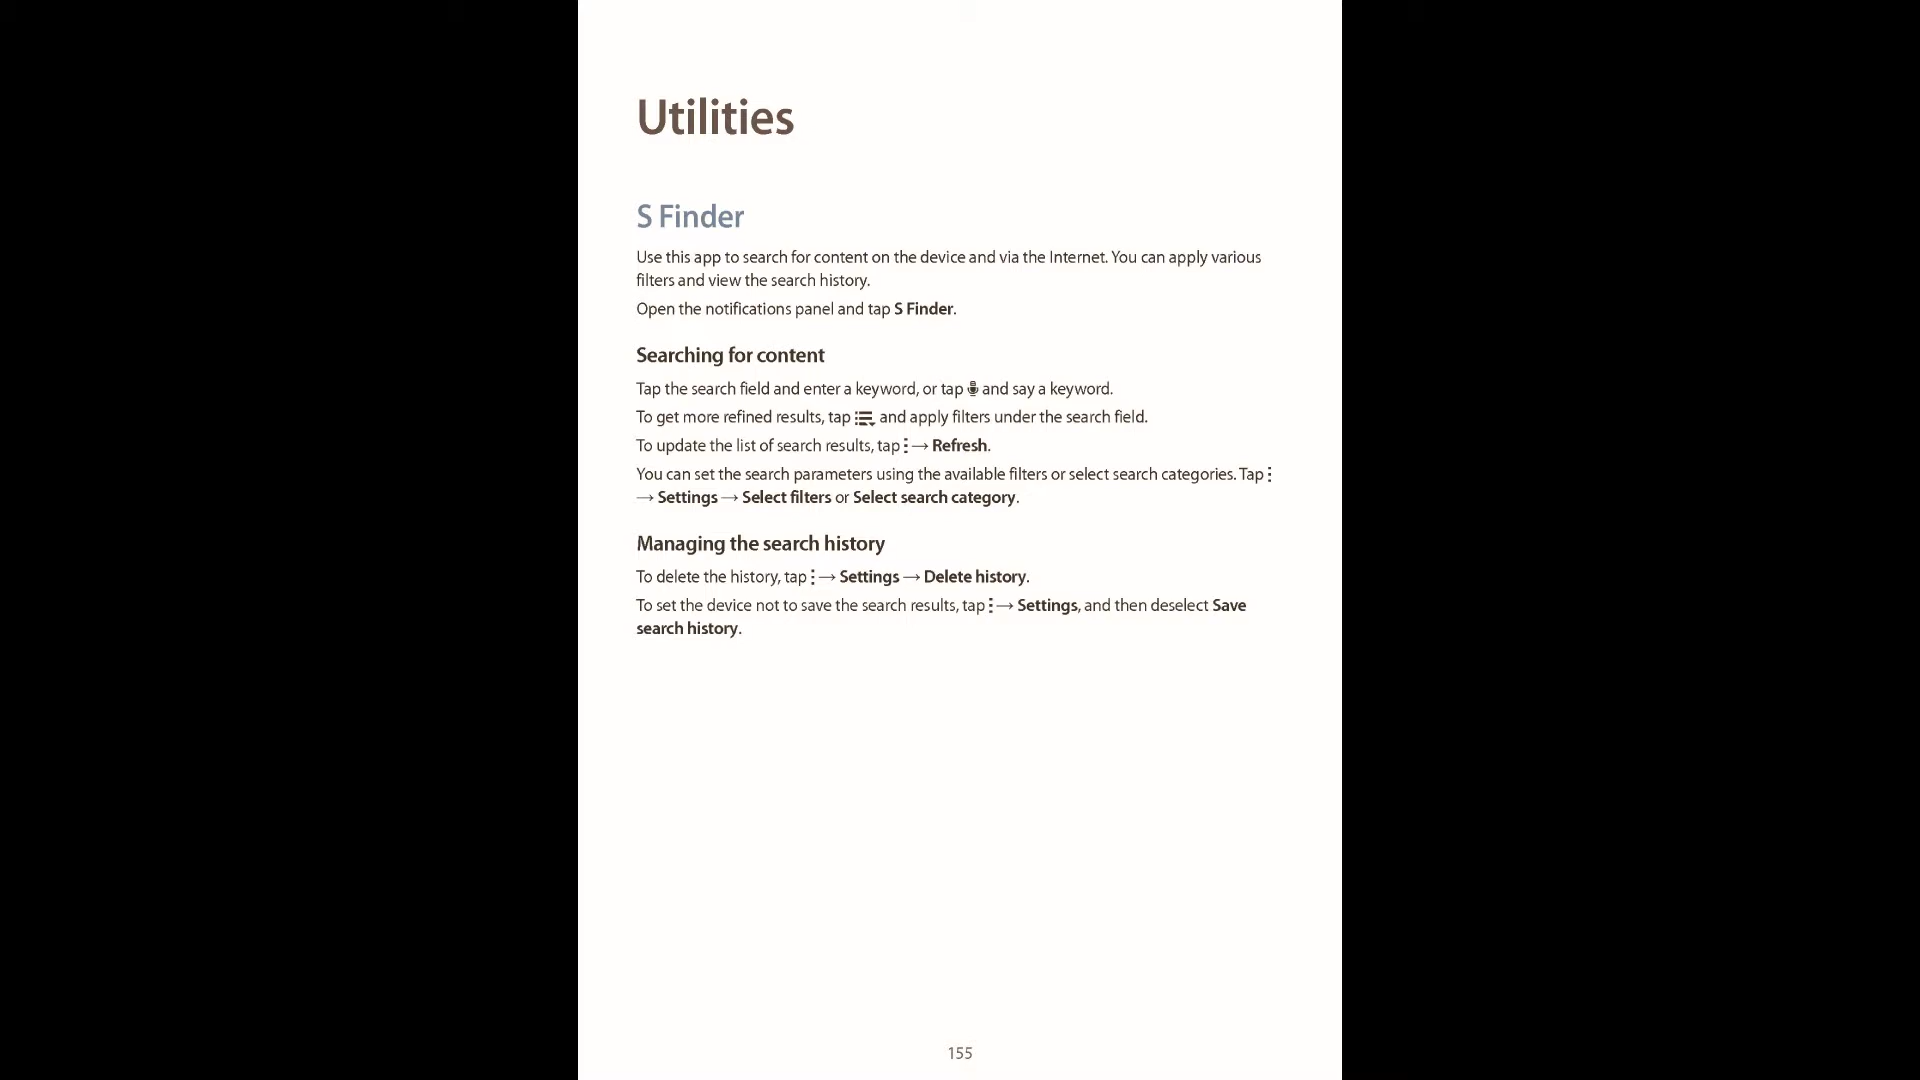 Utilities
S Finder
Use this app to search for content on the device and via the Internet. You can apply various
filters and view the search history.
Open the notifications panel and tap S Finder.
Searching for content
Tap the search field and enter a keyword, or tap and say a keyword.
To get more refined results, tap and apply filters under the search field.
To update the list of search results, tap → Refresh.
You can set the search parameters using the available filters or select search categories. Tap
→ Settings → Select filters or Select search category.
Managing the search history
To delete the history, tap → Settings → Delete history.
To set the device not to save the search results, tap → Settings, and then deselect Save
search history.
155